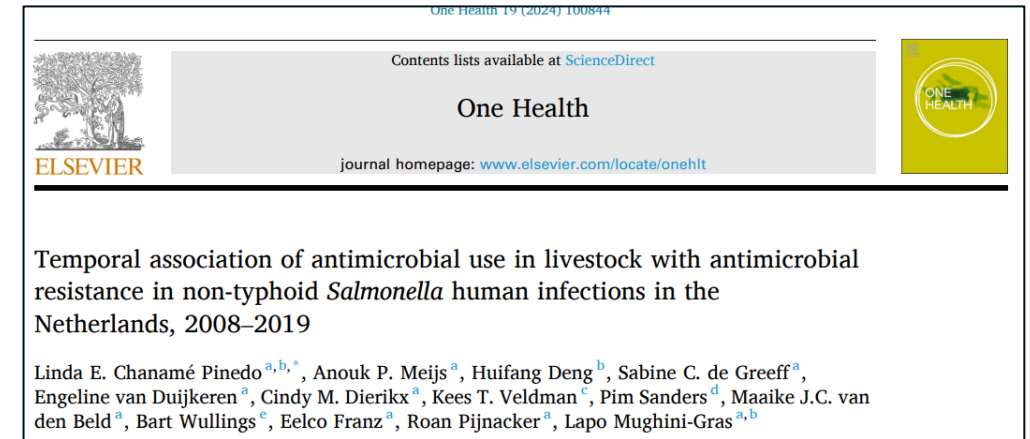 One Health 19 (2024) 100844
Contents lists available at ScienceDirect
One Health
journal homepage: www.elsevier.com/locate/onehlt
ELSEVIER
ONE
HEALTH
Temporal association of antimicrobial use in livestock with antimicrobial
resistance in non-typhoid Salmonella human infections in the
Netherlands, 2008–2019
Linda E. Chanamé Pinedo a,b,*, Anouk P. Meijs a, Huifang Deng b, Sabine C. de Greeff a,
Engeline van Duijkeren a, Cindy M. Dierikx a, Kees T. Veldman c, Pim Sanders d, Maaike J.C. van
den Beld a, Bart Wullings e, Eelco Franz a, Roan Pijnacker a, Lapo Mughini-Gras a,b